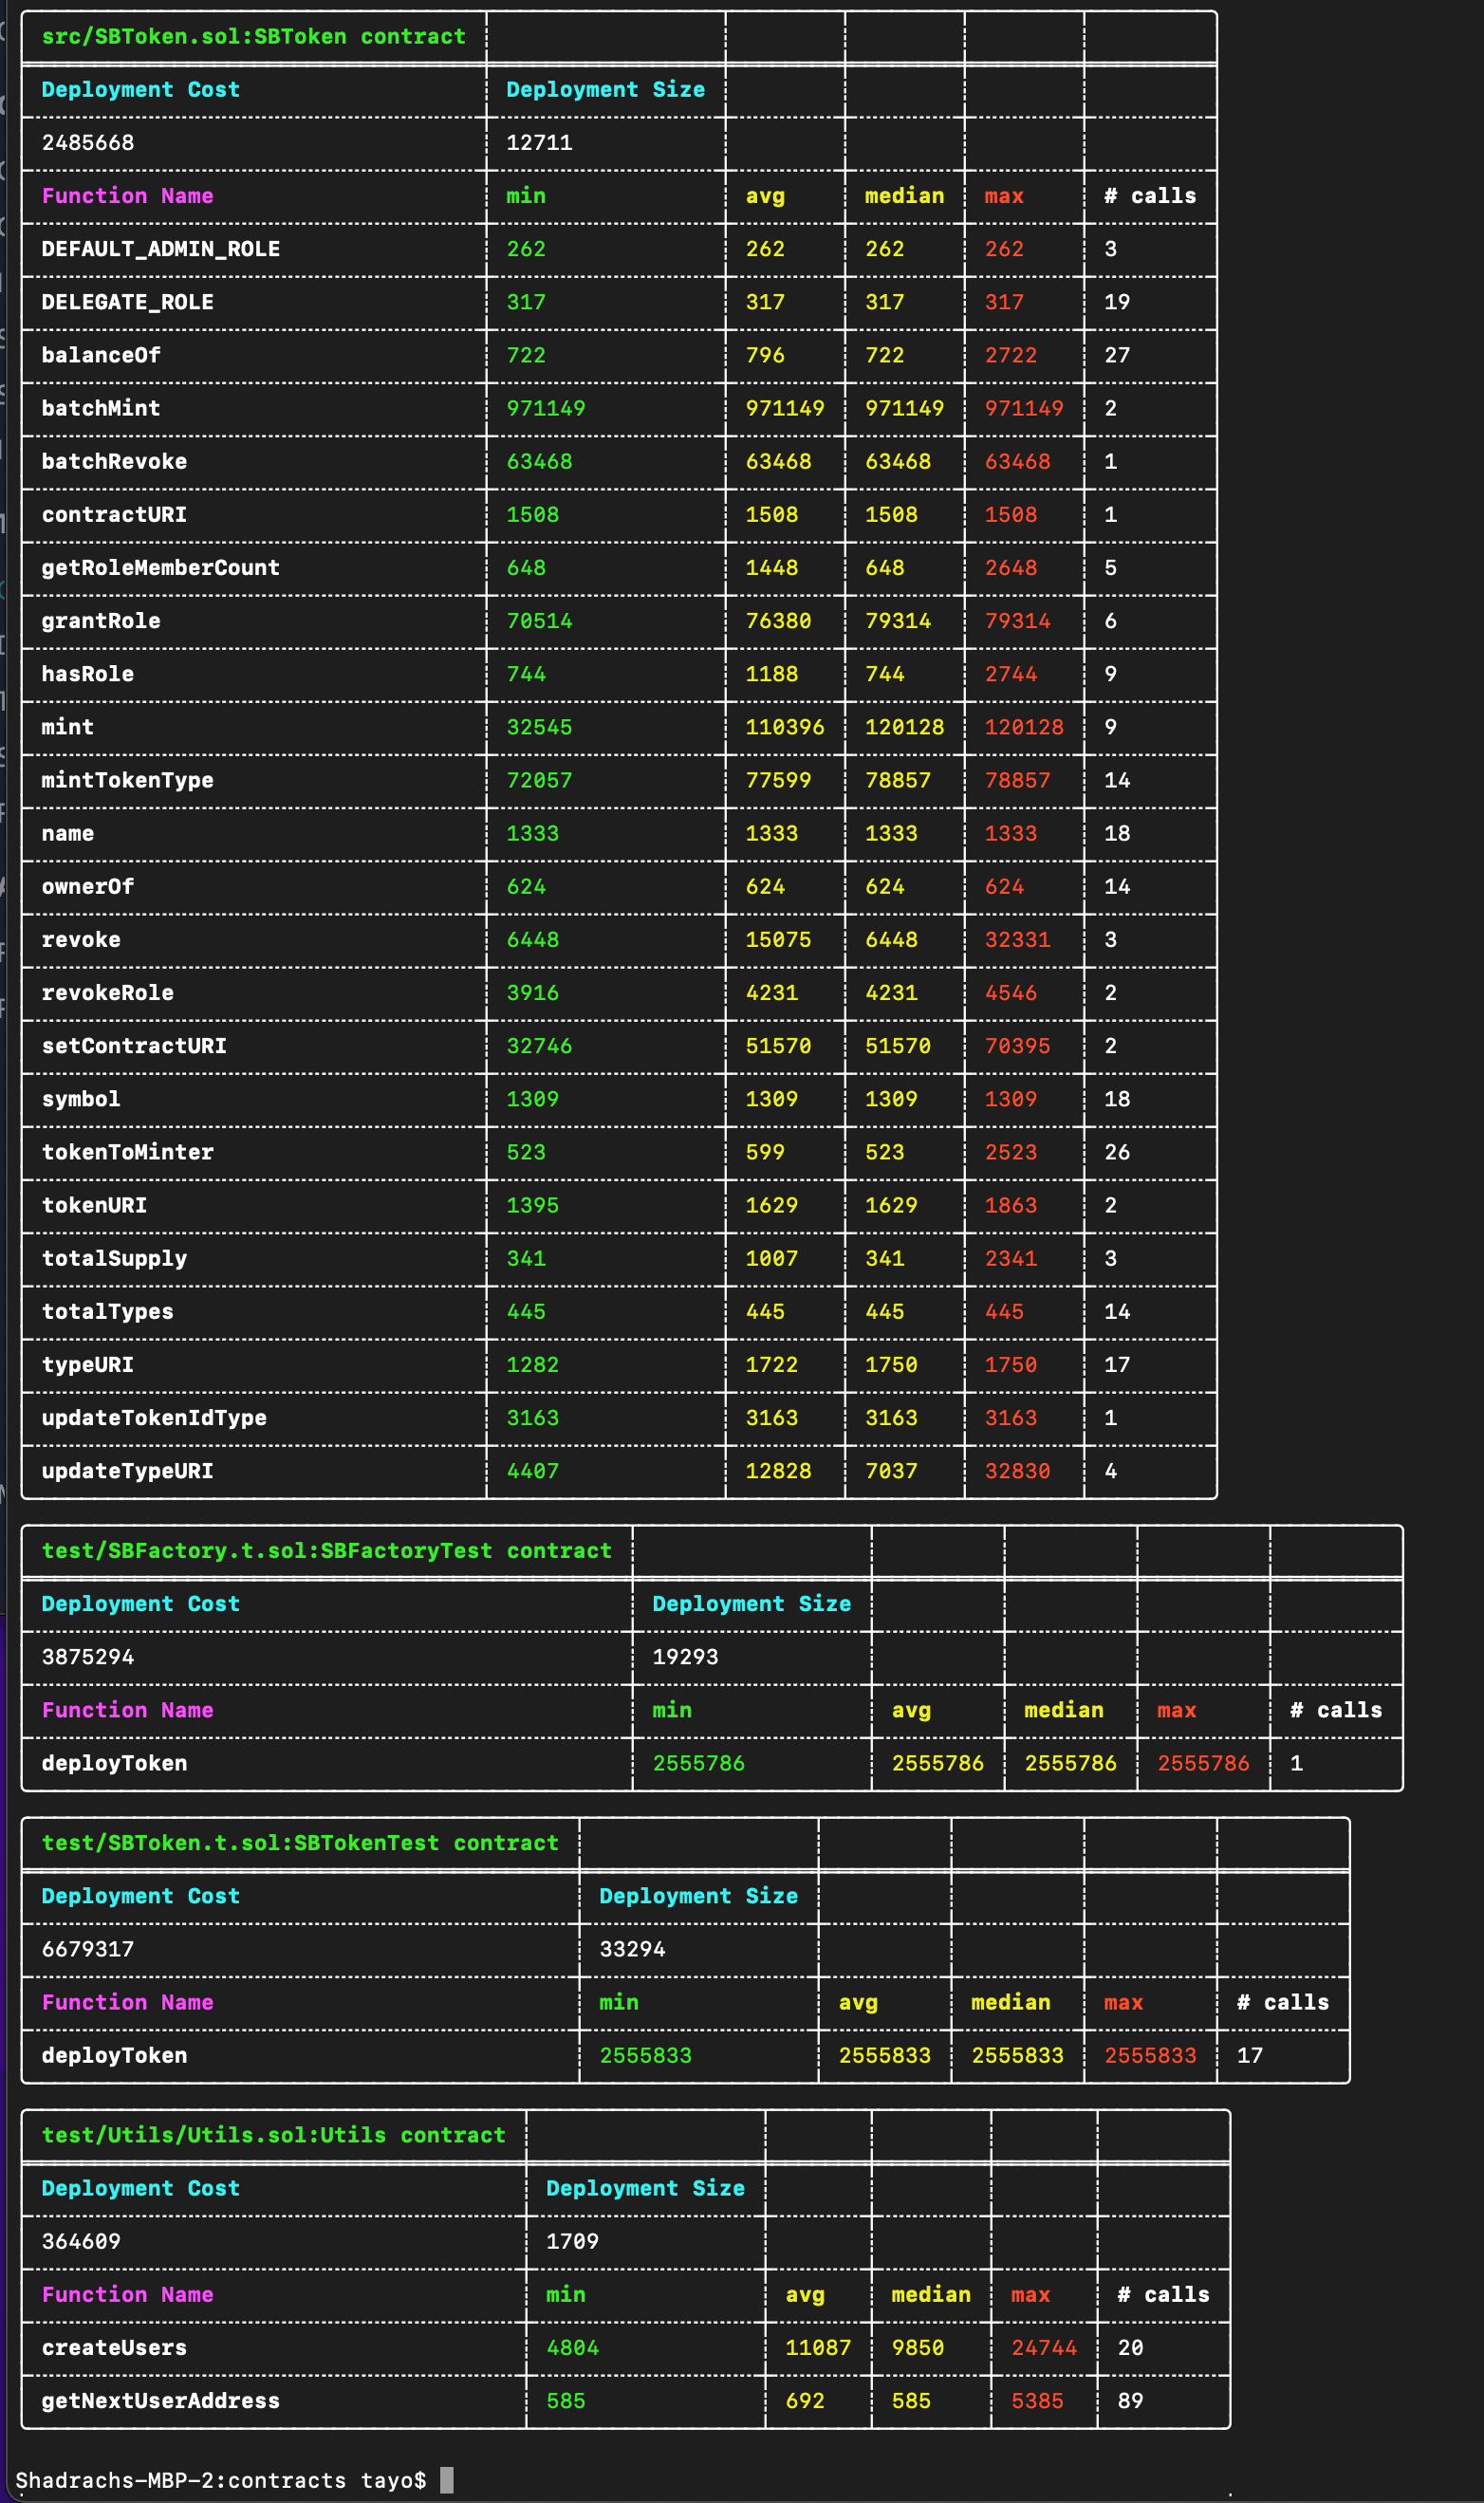 src/SBToken.sol:SBToken contract
Deployment Cost Deployment Size
2485668 12711
Function Name min avg median max # calls
DEFAULT_ADMIN_ROLE 262 262 262 262 3
DELEGATE_ROLE 317 317 317 317 19
balanceOf 722 796 722 2722 27
batchMint 971149 971149 971149 971149 2
batchRevoke 63468 63468 63468 63468 1
contractURI 1508 1508 1508 1508 1
getRoleMemberCount 648 1448 648 2648 5
grantRole 70514 76380 79314 79314 6
hasRole 744 1188 744 2744 9
mint 32545 110396 120128 120128 9
mintTokenType 72057 77599 78857 78857 14
name 1333 1333 1333 1333 18
ownerOf 624 624 624 624 14
revoke 6448 15075 6448 32331 3
revokeRole 3916 4231 4231 4546 2
setContractURI 32746 51570 51570 70395 2
symbol 1309 1309 1309 1309 18
tokenToMinter 523 599 523 2523 26
tokenURI 1395 1629 1629 1863 2
totalSupply 341 1007 341 2341 3
totalTypes 445 445 445 445 14
typeURI 1282 1722 1750 1750 17
updateTokenIdType 3163 3163 3163 3163 1
updateTypeURI 4407 12828 7037 32830 4
test/SBFactory.t.sol:SBFactoryTest contract
Deployment Cost Deployment Size
3875294 19293
Function Name min avg median max # calls
deployToken 2555786 2555786 2555786 2555786 1
test/SBToken.t.sol:SBTokenTest contract
Deployment Cost Deployment Size
6679317 33294
Function Name min avg median max # calls
deployToken 2555833 2555833 2555833 2555833 17
test/Utils/Utils.sol:Utils contract
Deployment Cost Deployment Size
364609 1709
Function Name min avg median max # calls
createUsers 4804 11087 9850 24744 20
getNextUserAddress 585 692 585 5385 89
Shadrachs-MBP-2:contracts tayo$